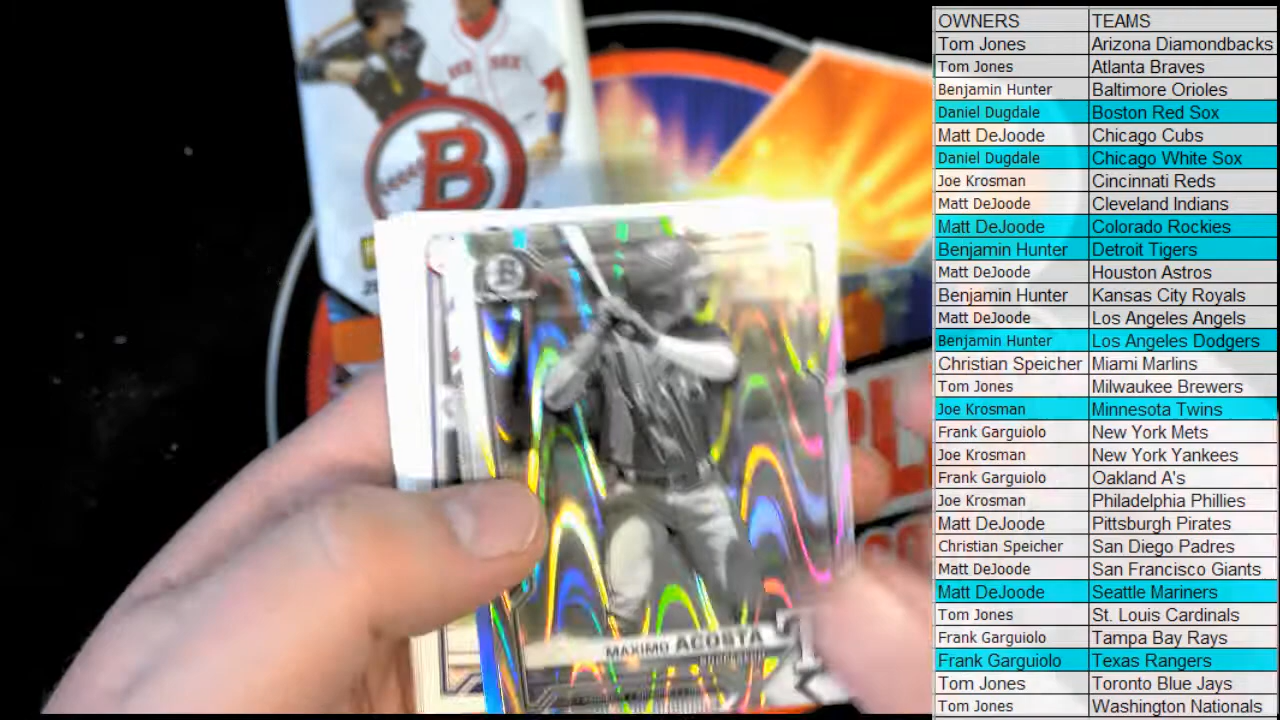 RED SOX
B
B
MAXIMO ACOSTA
OWNERS TEAMS
Tom Jones Arizona Diamondbacks
Tom Jones Atlanta Braves
Benjamin Hunter Baltimore Orioles
Daniel Dugdale Boston Red Sox
Matt DeJoode Chicago Cubs
Daniel Dugdale Chicago White Sox
Joe Krosman Cincinnati Reds
Matt DeJoode Cleveland Indians
Matt DeJoode Colorado Rockies
Benjamin Hunter Detroit Tigers
Matt DeJoode Houston Astros
Benjamin Hunter Kansas City Royals
Matt DeJoode Los Angeles Angels
Benjamin Hunter Los Angeles Dodgers
Christian Speicher Miami Marlins
Tom Jones Milwaukee Brewers
Joe Krosman Minnesota Twins
Frank Garguiolo New York Mets
Joe Krosman New York Yankees
Frank Garguiolo Oakland A's
Joe Krosman Philadelphia Phillies
Matt DeJoode Pittsburgh Pirates
Christian Speicher San Diego Padres
Matt DeJoode San Francisco Giants
Matt DeJoode Seattle Mariners
Tom Jones St. Louis Cardinals
Frank Garguiolo Tampa Bay Rays
Frank Garguiolo Texas Rangers
Tom Jones Toronto Blue Jays
Tom Jones Washington Nationals